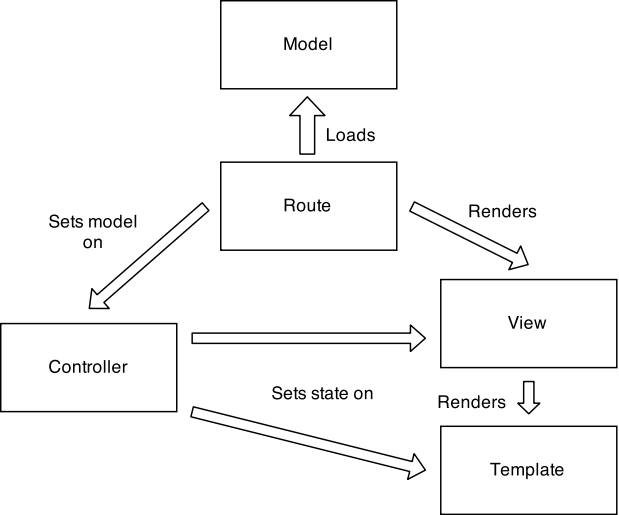 Model
Loads
Route
Sets model
on
Renders
View
Controller
Sets state on
Renders
Template